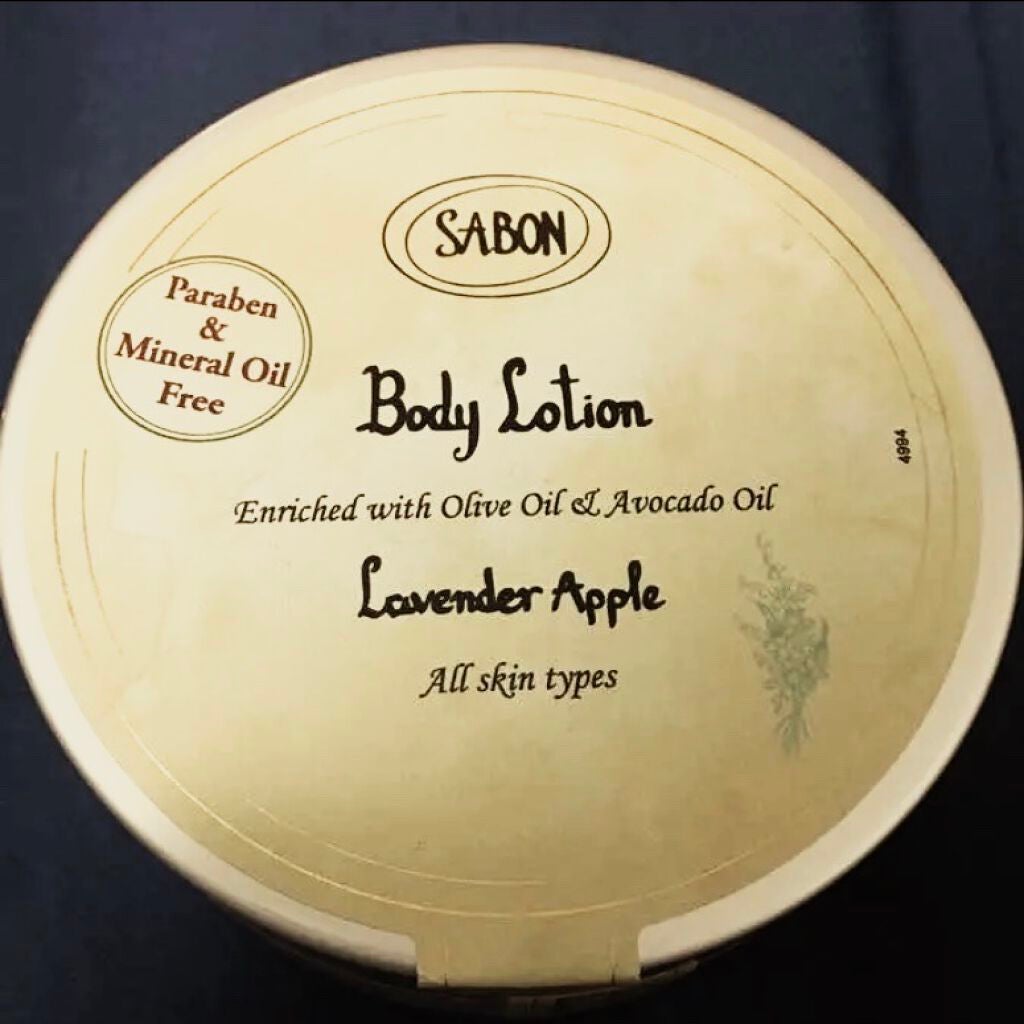 SABON
Paraben
&
Mineral Oil
Free
Body Lotion
Enriched with Olive Oil & Avocado Oil
Lavender Apple
All skin types
4994